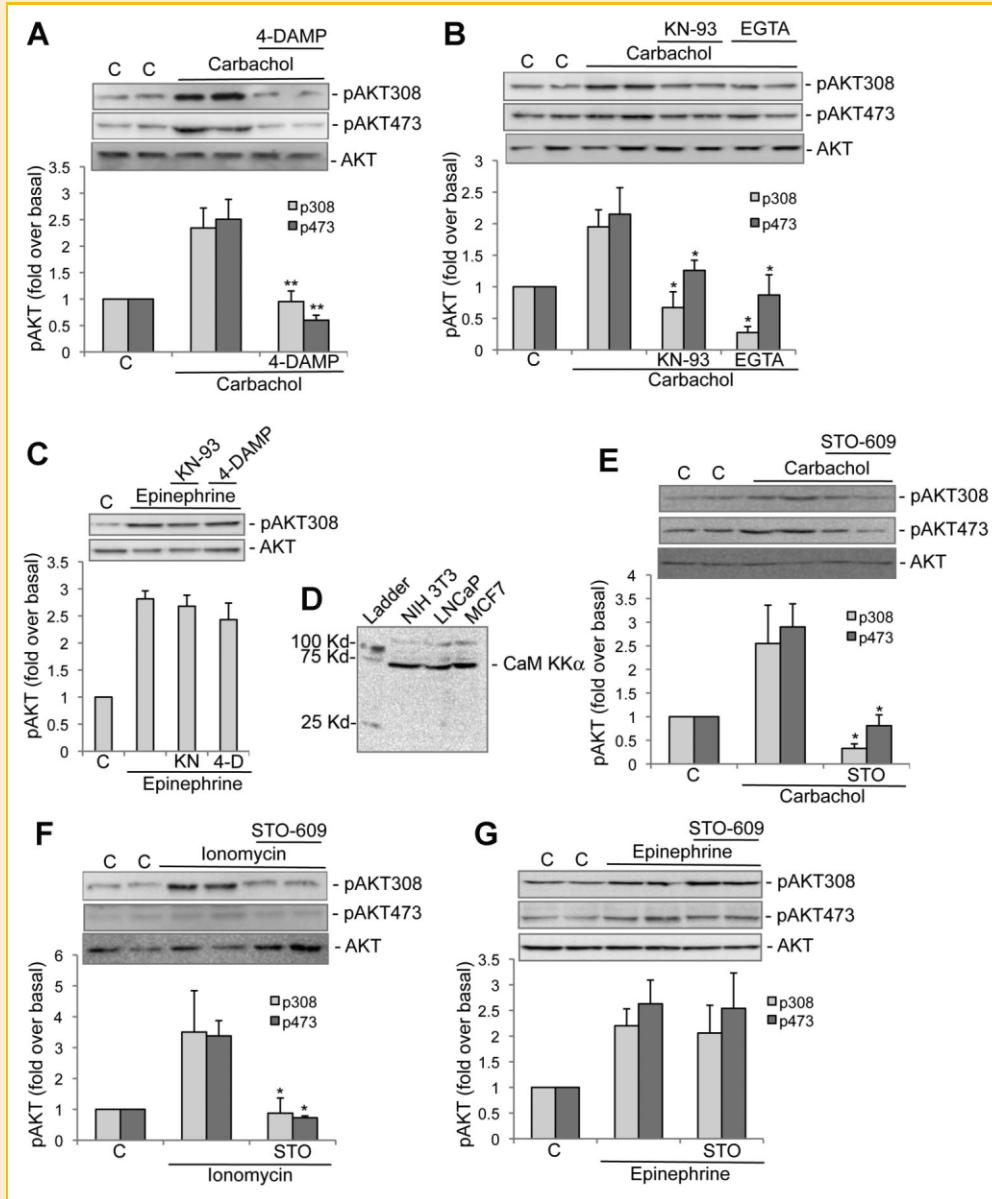 A
4-DAMP
C C Carbachol
- pAKT308
- pAKT473
- AKT
pAKT (fold over basal)
3.5
3
2.5
2
1.5
1
0.5
0
p308
p473
**
**
C
4-DAMP
Carbachol
B
KN-93 EGTA
Carbachol
C C
- pAKT308
- pAKT473
- AKT
pAKT (fold over basal)
3
2.5
2
1.5
1
0.5
0
p308
p473
*
*
*
*
C
KN-93 EGTA
Carbachol
C
KN-93
4-DAMP
Epinephrine
C
- pAKT308
- AKT
pAKT (fold over basal)
3.5
3
2.5
2
1.5
1
0.5
0
C
KN 4-D
Epinephrine
D
Ladder
NIH 3T3
LNCaP
MCF7
100 Kd-
75 Kd-
25 Kd-
- CaM KKα
E
STO-609
Carbachol
C C
- pAKT308
- pAKT473
- AKT
pAKT (fold over basal)
4
3.5
3
2.5
2
1.5
1
0.5
0
p308
p473
*
*
C
STO
Carbachol
F
STO-609
Ionomycin
C C
- pAKT308
- pAKT473
- AKT
pAKT (fold over basal)
6
5
4
3
2
1
0
p308
p473
*
*
C
STO
Ionomycin
G
STO-609
Epinephrine
C C
- pAKT308
- pAKT473
- AKT
pAKT (fold over basal)
3.5
3
2.5
2
1.5
1
0.5
0
p308
p473
C
STO
Epinephrine